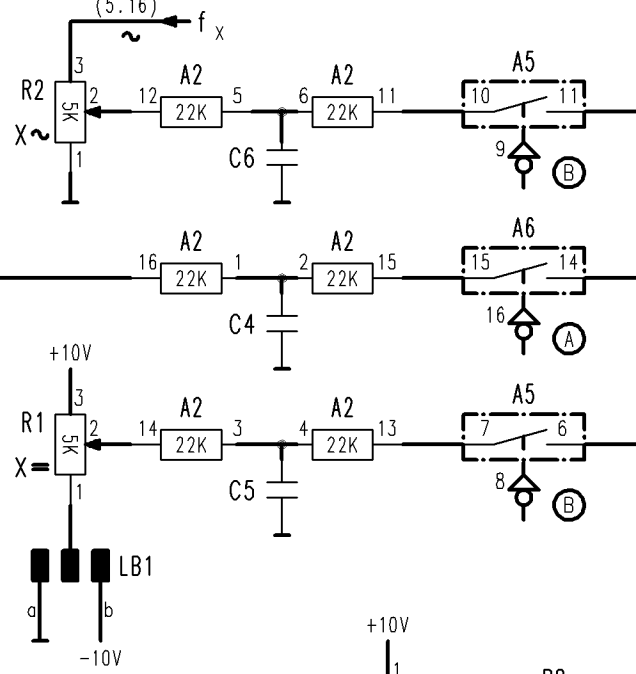 (5.16)
~
f X
3
R2
5K
2
X~
1
12
A2
22K
5
6
A2
22K
11
C6
A5
10
11
9
B
16
A2
22K
1
2
A2
22K
15
C4
A6
15
14
16
A
+10V
3
R1
5K
2
X=
1
14
A2
22K
3
4
A2
22K
13
C5
A5
7
6
8
B
LB1
a
b
-10V
+10V
1